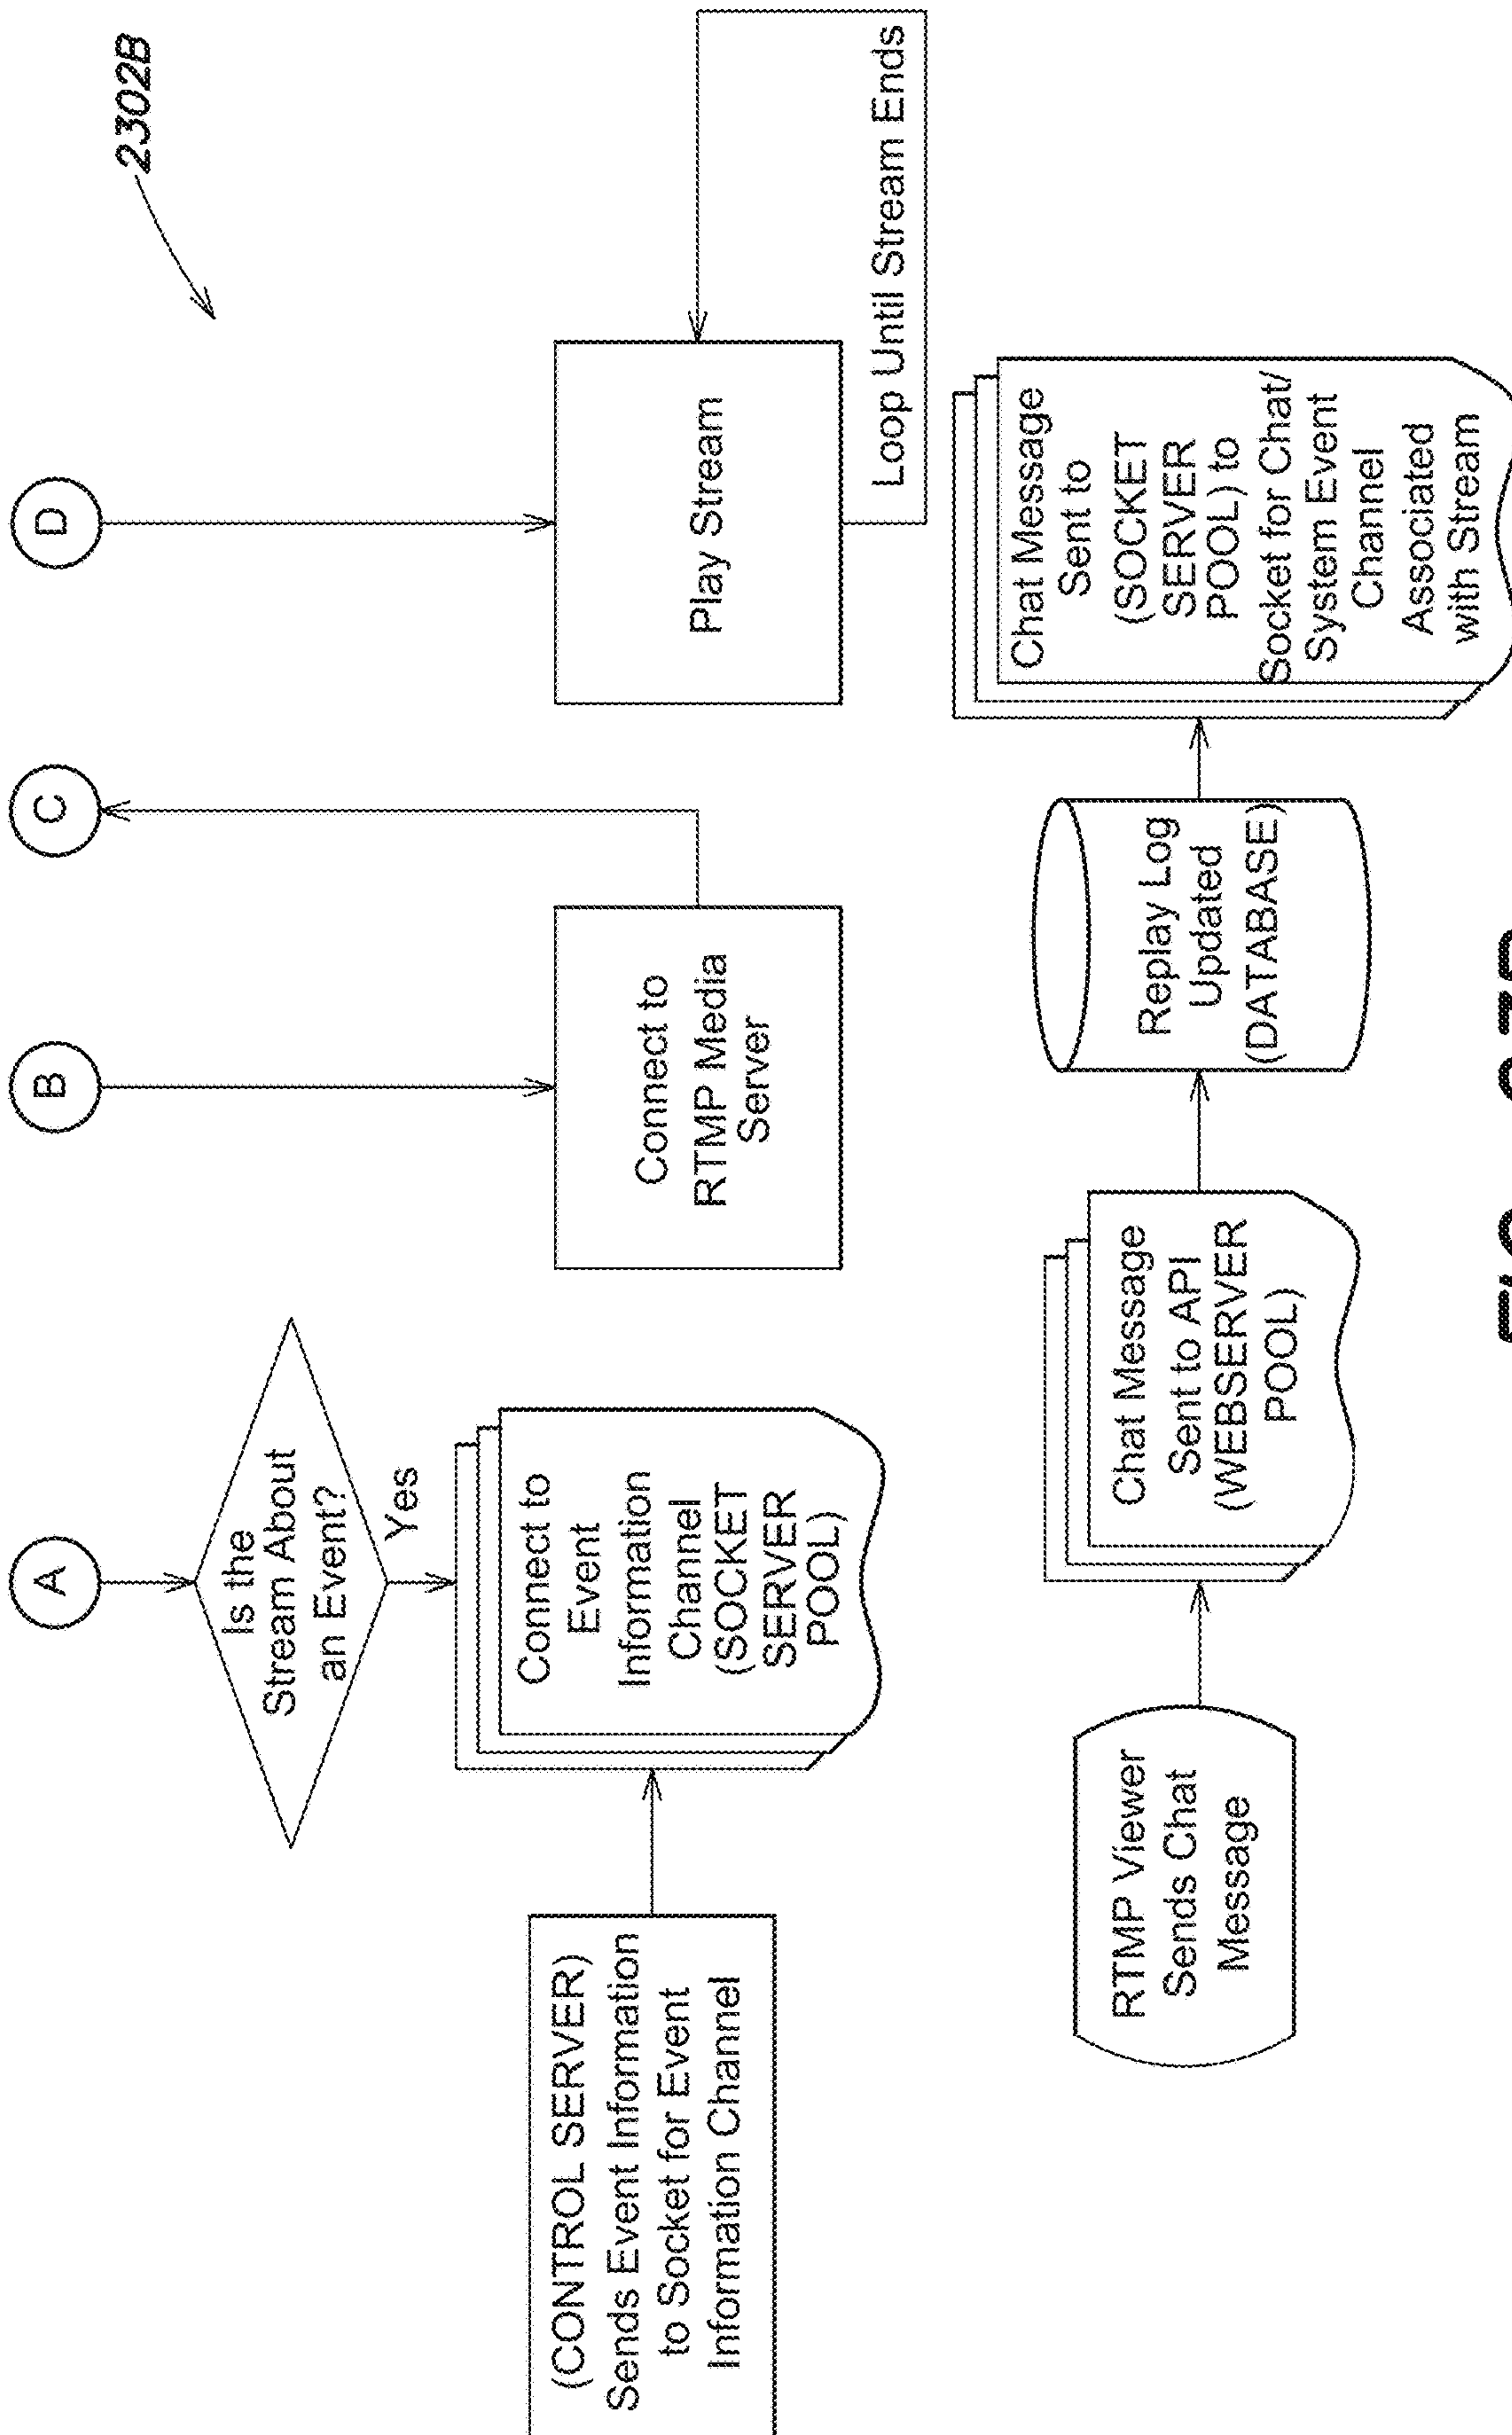 2302B
A
B
C
D
Is the
Stream About
an Event?
Yes
(CONTROL SERVER)
Sends Event Information
to Socket for Event
Information Channel
Connect to
Event
Information
Channel
(SOCKET
SERVER
POOL)
Connect to
RTMP Media
Server
Play Stream
Loop Until Stream Ends
RTMP Viewer
Sends Chat
Message
Chat Message
Sent to API
(WEBSERVER
POOL)
Replay Log
Updated
(DATABASE)
Chat Message
Sent to
(SOCKET
SERVER
POOL) to
Socket for Chat/
System Event
Channel
Associated
with Stream